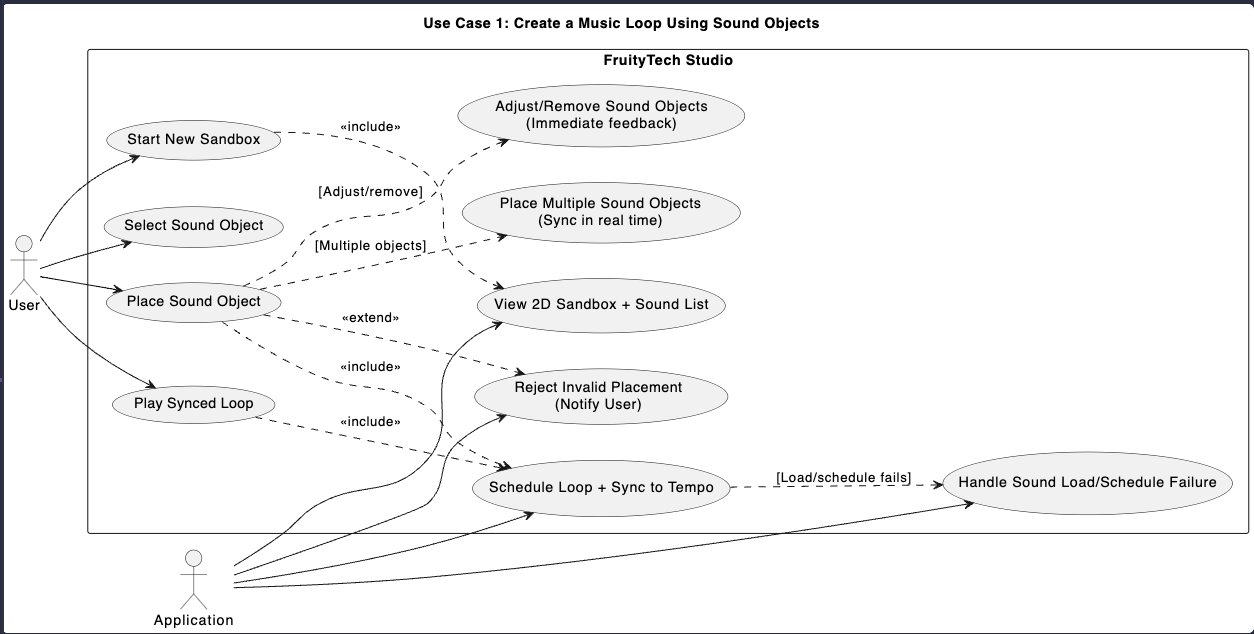 Use Case 1: Create a Music Loop Using Sound Objects
FruityTech Studio
Adjust/Remove Sound Objects
(Immediate feedback)
«include»
Start New Sandbox
[Adjust/remove]
Place Multiple Sound Objects
(Sync in real time)
Select Sound Object
[Multiple objects]
User
Place Sound Object
View 2D Sandbox + Sound List
«extend»
«include»
Reject Invalid Placement
(Notify User)
Play Synced Loop
«include»
Schedule Loop + Sync to Tempo
[Load/schedule fails]
Handle Sound Load/Schedule Failure
Application